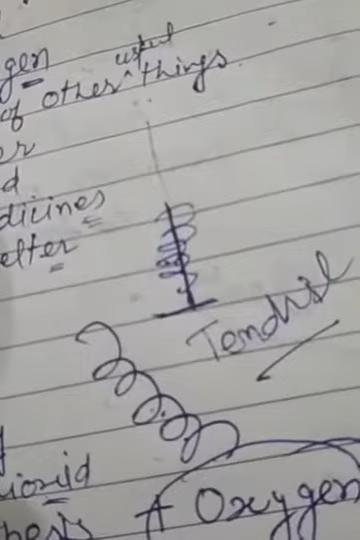 gen
useful
of other things.
er
d
dicines
elter
Tendril
+ Oxygen